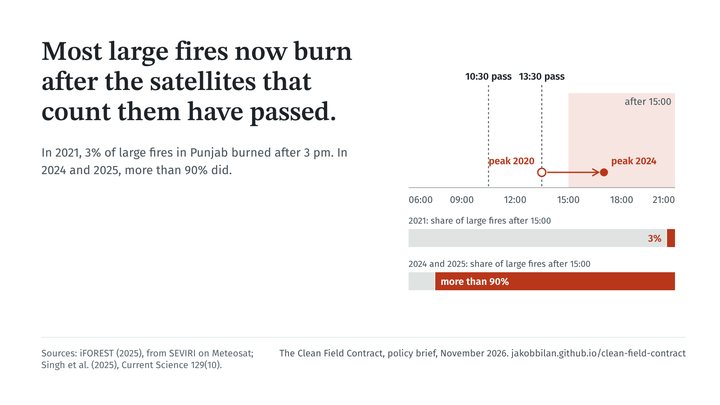 Most large fires now burn
after the satellites that
count them have passed.
In 2021, 3% of large fires in Punjab burned after 3 pm. In
2024 and 2025, more than 90% did.
10:30 pass 13:30 pass
after 15:00
peak 2020 peak 2024
06:00 09:00 12:00 15:00 18:00 21:00
2021: share of large fires after 15:00
3%
2024 and 2025: share of large fires after 15:00
more than 90%
Sources: iFOREST (2025), from SEVIRI on Meteosat;
Singh et al. (2025), Current Science 129(10).
The Clean Field Contract, policy brief, November 2026. jakobbilan.github.io/clean-field-contract